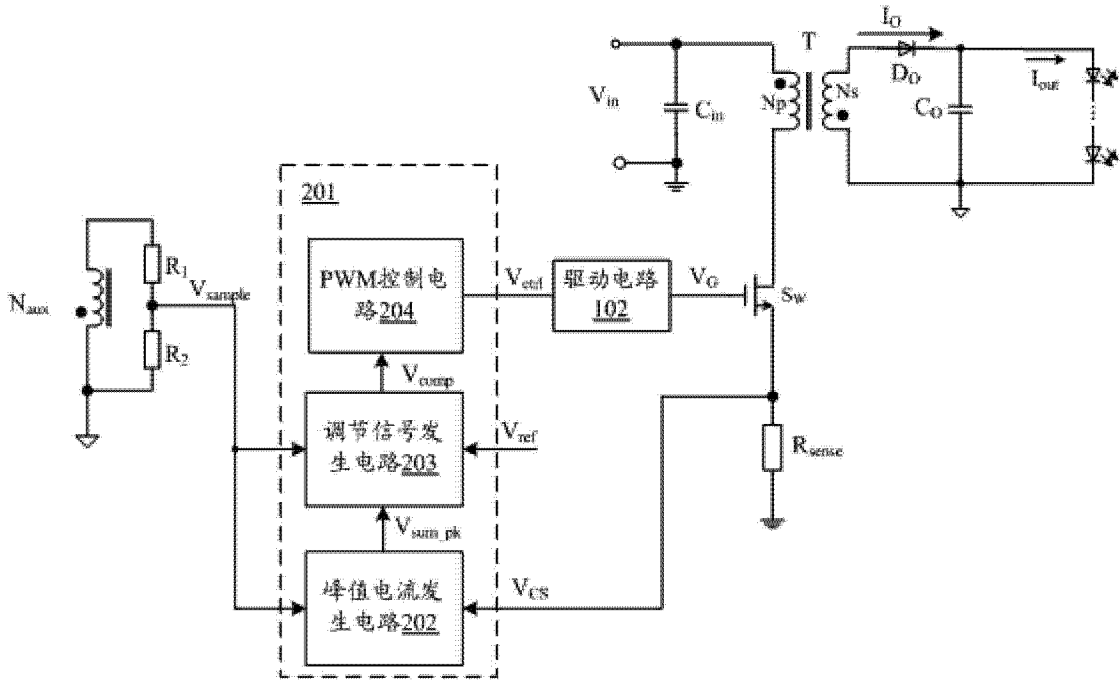 I_O
T
D_O
I_out
V_in
C_in
Np
Ns
C_O
201
R_1
V_sample
N_aux
R_2
PWM控制电
路204
V_ctrl
驱动电路
102
V_G
S_W
V_comp
调节信号发
生电路203
V_ref
R_sense
V_sum_pk
峰值电流发
生电路202
V_CS